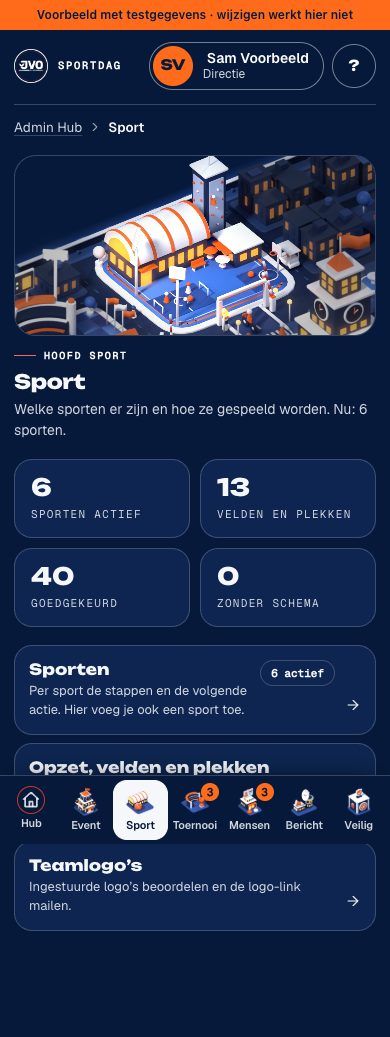 Voorbeeld met testgegevens · wijzigen werkt hier niet
JVO
SPORTDAG
SV
Sam Voorbeeld
Directie
?
Admin Hub > Sport
HOOFD SPORT
Sport
Welke sporten er zijn en hoe ze gespeeld worden. Nu: 6
sporten.
6
SPORTEN ACTIEF
13
VELDEN EN PLEKKEN
40
GOEDGEKEURD
0
ZONDER SCHEMA
Sporten
6 actief
Per sport de stappen en de volgende
actie. Hier voeg je ook een sport toe.
→
Opzet, velden en plekken
3
3
Hub
Event
Sport
Toernooi
Mensen
Bericht
Veilig
Teamlogo’s
Ingestuurde logo’s beoordelen en de logo-link
mailen.
→